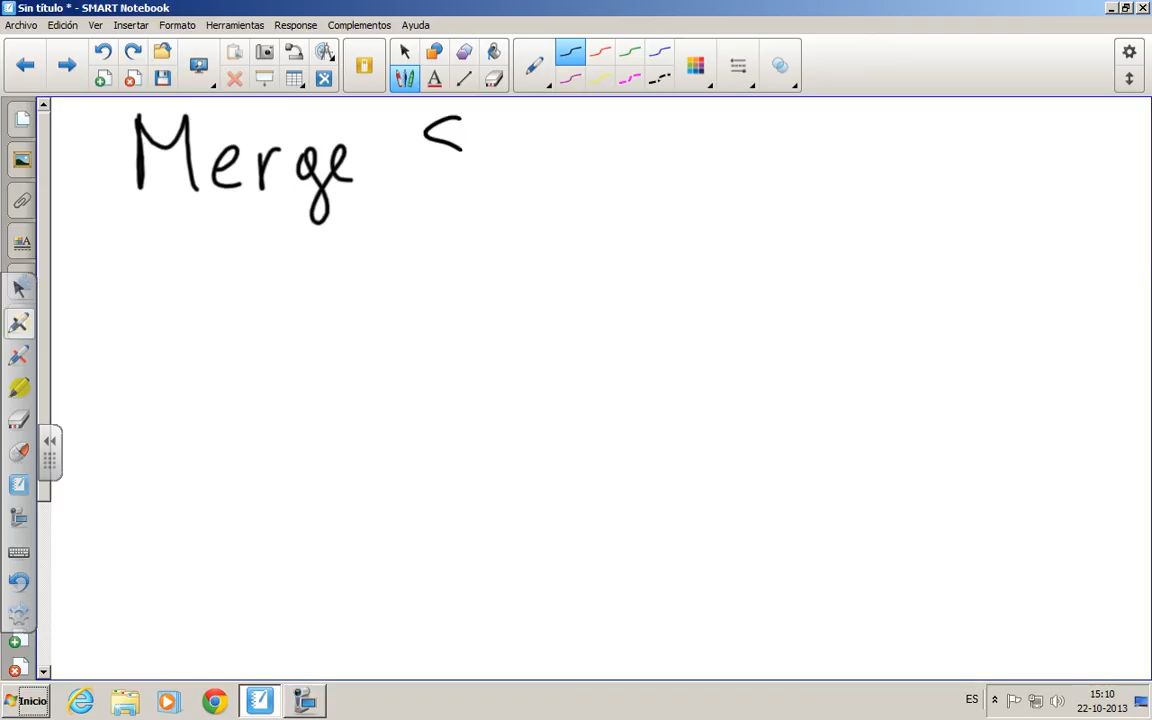 Sin título * - SMART Notebook
Archivo Edición Ver Insertar Formato Herramientas Response Complementos Ayuda
Merge
Inicio
ES
15:10
22-10-2013